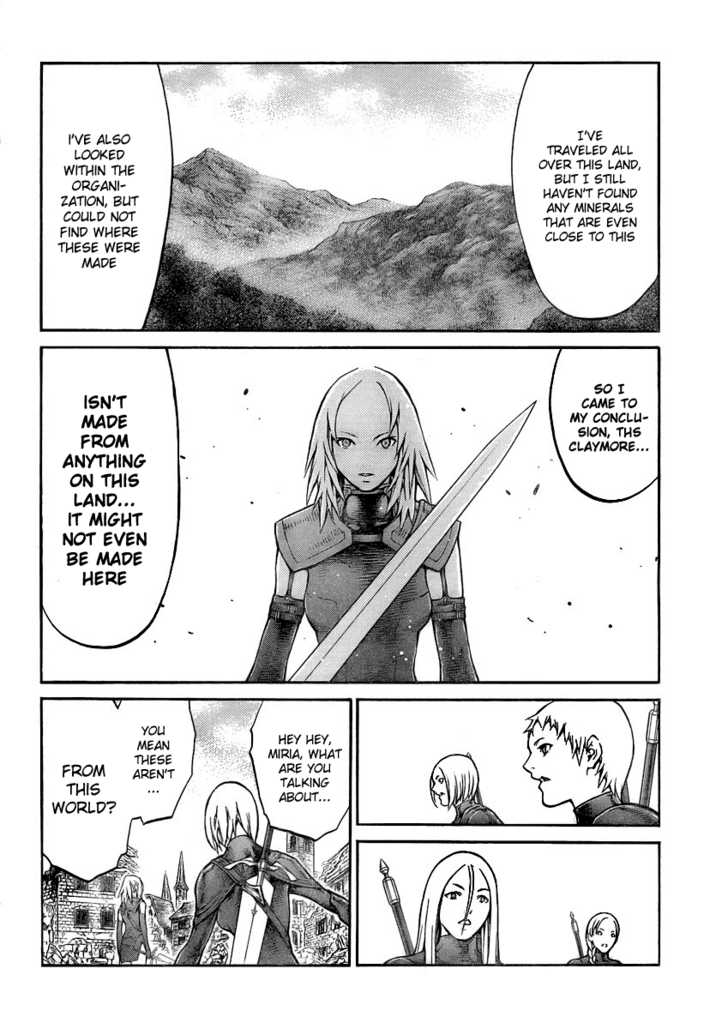 I'VE
TRAVELED ALL
OVER THIS LAND,
BUT I STILL
HAVEN'T FOUND
ANY MINERALS
THAT ARE EVEN
CLOSE TO THIS
I'VE ALSO
LOOKED
WITHIN THE
ORGANI-
ZATION, BUT
COULD NOT
FIND WHERE
THESE WERE
MADE
SO I
CAME TO
MY CONCLU-
SION, THS
CLAYMORE...
ISN'T
MADE
FROM
ANYTHING
ON THIS
LAND...
IT MIGHT
NOT EVEN
BE MADE
HERE
HEY HEY,
MIRIA, WHAT
ARE YOU
TALKING
ABOUT...
YOU
MEAN
THESE
AREN'T
...
FROM
THIS
WORLD?